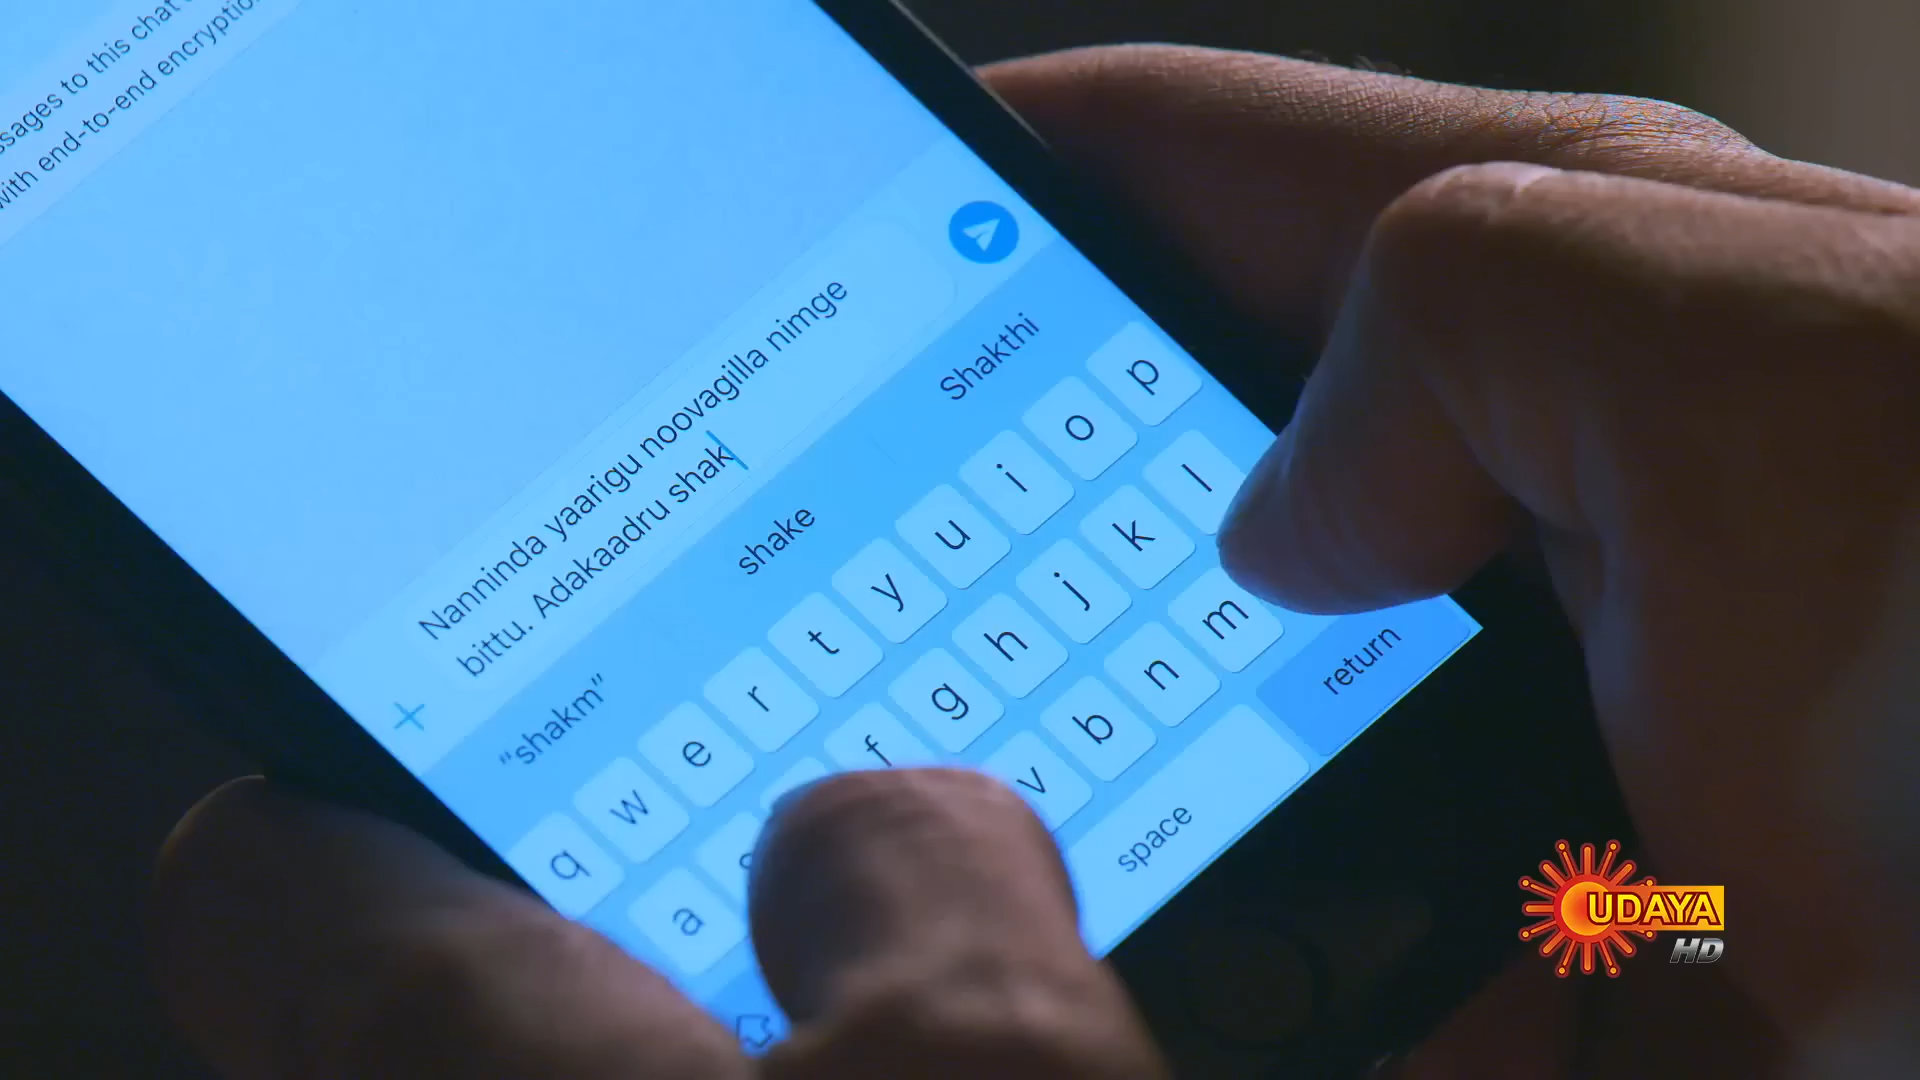 ssages to this chat
with end-to-end encryptio
Nanninda yaarigu noovagilla nimge
bittu. Adakaadru shak
"shakm"
shake
Shakthi
q w e r t y u i o p
a f g h j k l
v b n m
space
return
UDAYA
HD